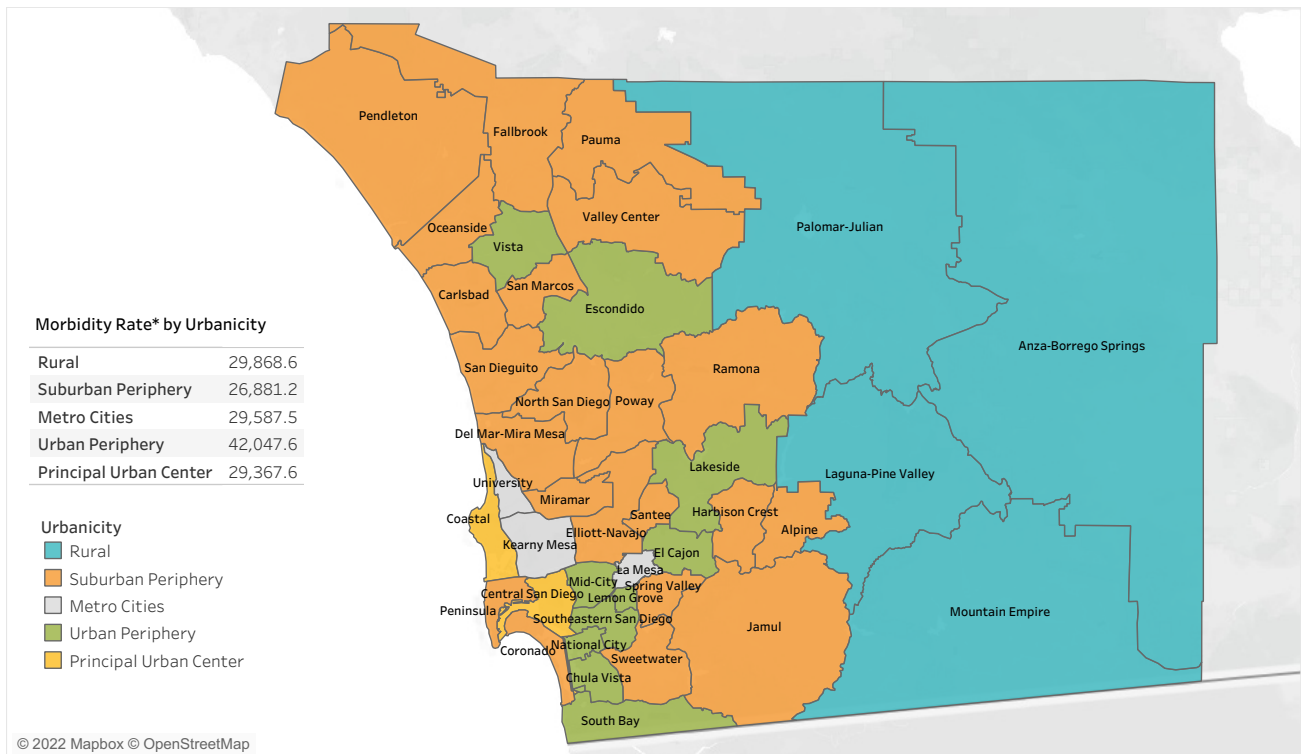 Pendleton
Fallbrook
Pauma
Valley Center
Oceanside
Vista
Palomar-Julian
San Marcos
Carlsbad
Escondido
Anza-Borrego Springs
Morbidity Rate* by Urbanicity
Rural 29,868.6
Suburban Periphery 26,881.2
Metro Cities 29,587.5
Urban Periphery 42,047.6
Principal Urban Center 29,367.6
San Dieguito
Ramona
North San Diego
Poway
Del Mar-Mira Mesa
Lakeside
Laguna-Pine Valley
University
Miramar
Harbison Crest
Coastal
Santee
Alpine
Elliott-Navajo
Kearny Mesa
El Cajon
La Mesa
Mid-City
Spring Valley
Central San Diego
Lemon Grove
Peninsula
Southeastern San Diego
Jamul
Mountain Empire
National City
Coronado
Sweetwater
Chula Vista
South Bay
Urbanicity
Rural
Suburban Periphery
Metro Cities
Urban Periphery
Principal Urban Center
© 2022 Mapbox © OpenStreetMap